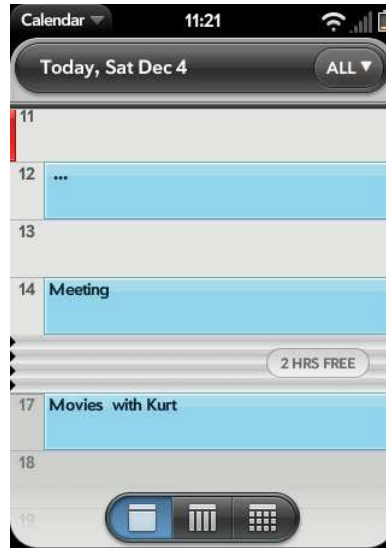 Calendar 11:21
Today, Sat Dec 4 ALL
11
12 ...
13
14 Meeting
2 HRS FREE
17 Movies with Kurt
18
19